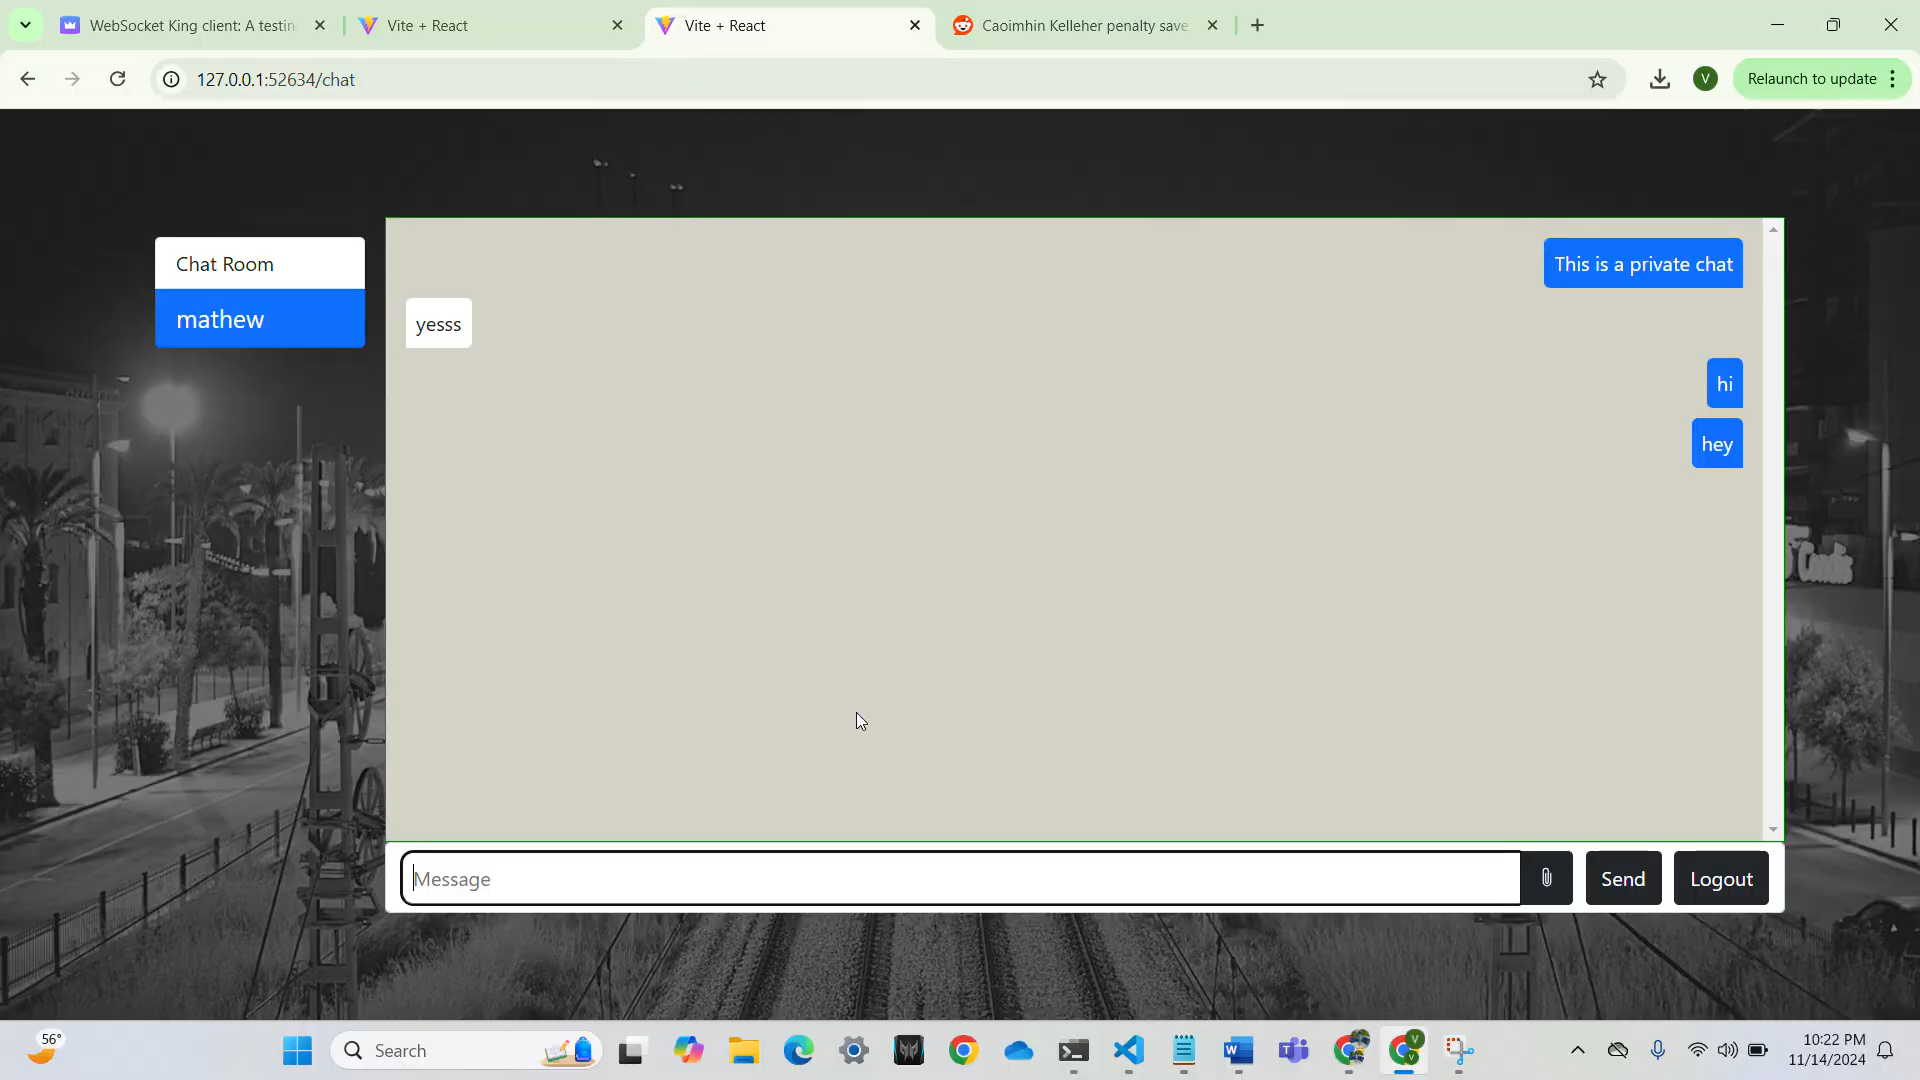 WebSocket King client: A testin
Vite + React
Vite + React
Caoimhin Kelleher penalty save
127.0.0.1:52634/chat
V
Relaunch to update
Chat Room
mathew
This is a private chat
yesss
hi
hey
Message
Send
Logout
56°
Search
10:22 PM
11/14/2024